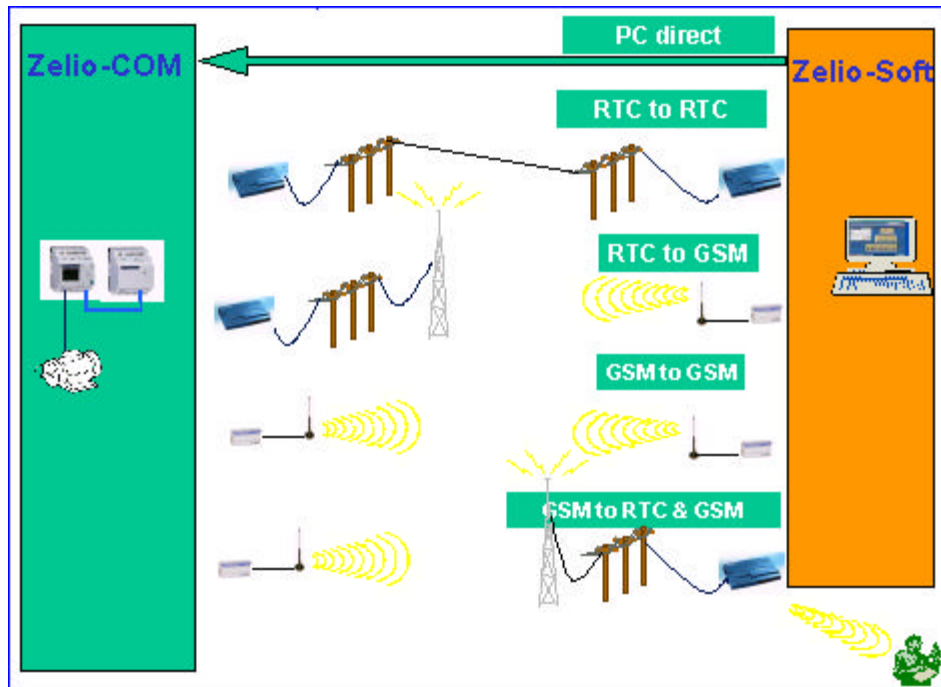 PC direct
Zelio-COM
Zelio-Soft
RTC to RTC
RTC to GSM
GSM to GSM
GSM to RTC & GSM